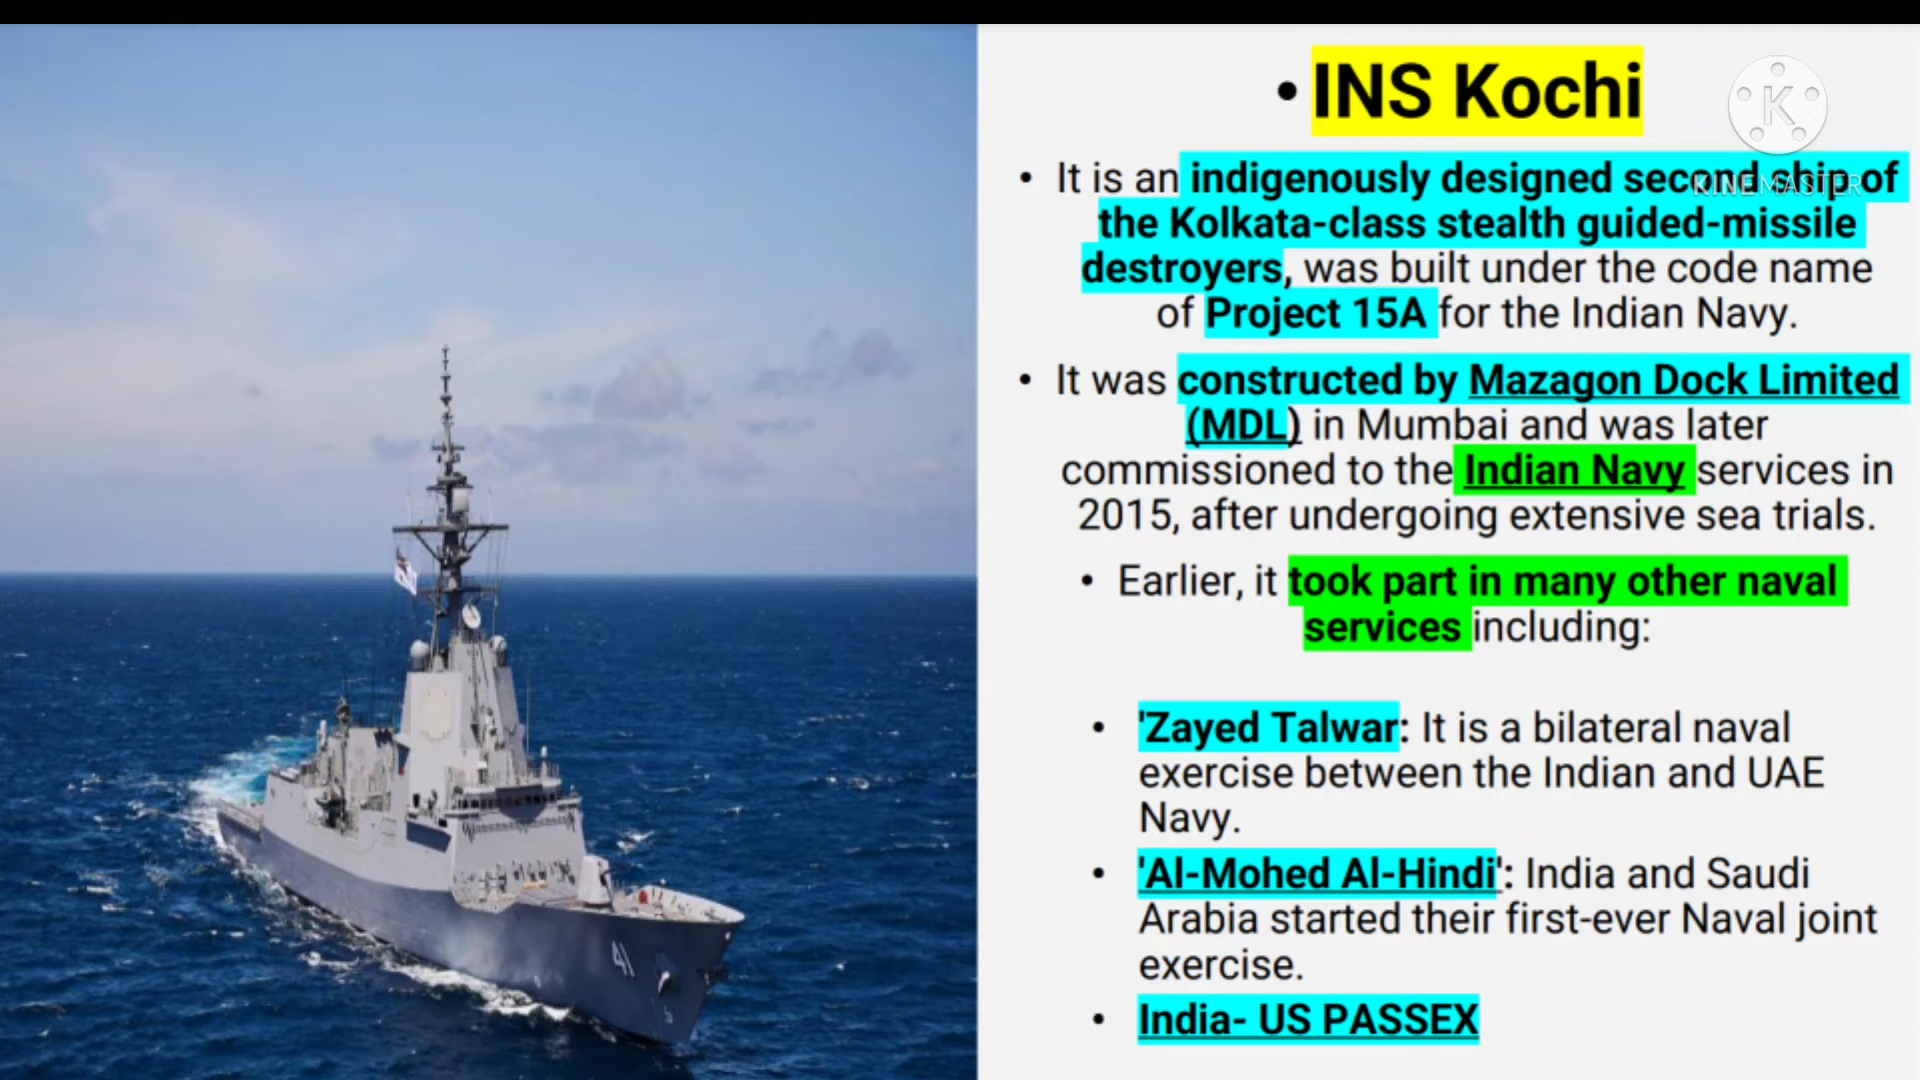 • INS Kochi
K
KINEMASTER
• It is an indigenously designed second ship of
the Kolkata-class stealth guided-missile
destroyers, was built under the code name
of Project 15A for the Indian Navy.
• It was constructed by Mazagon Dock Limited
(MDL) in Mumbai and was later
commissioned to the Indian Navy services in
2015, after undergoing extensive sea trials.
• Earlier, it took part in many other naval
services including:
• 'Zayed Talwar: It is a bilateral naval
exercise between the Indian and UAE
Navy.
• 'Al-Mohed Al-Hindi': India and Saudi
Arabia started their first-ever Naval joint
exercise.
• India- US PASSEX
41